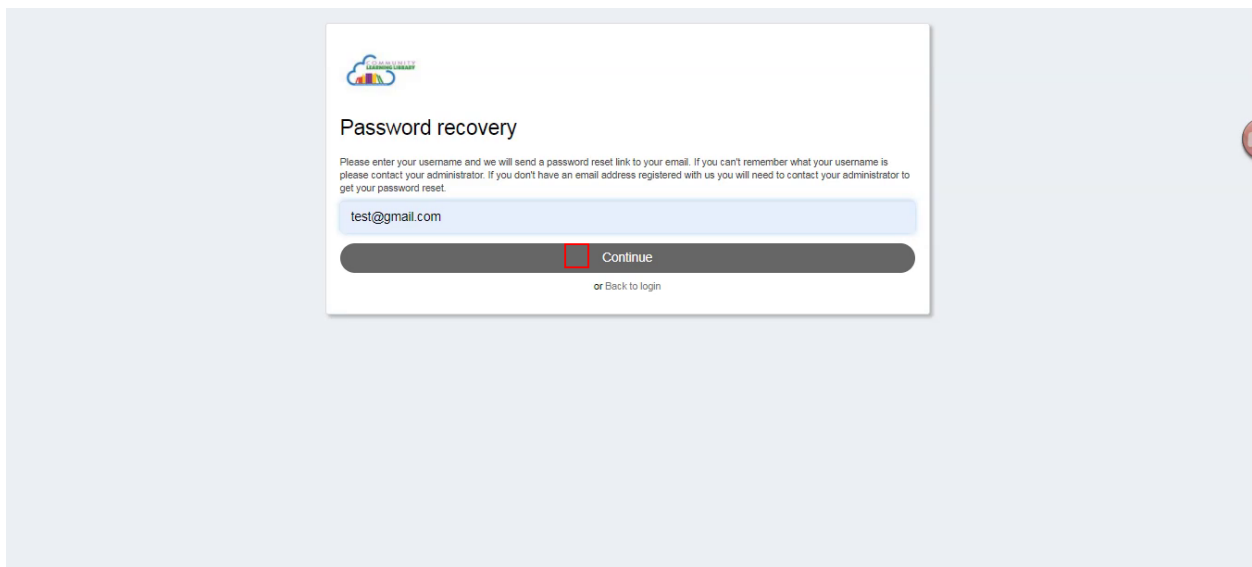 COMMUNITY
LEARNING LIBRARY
Password recovery
Please enter your username and we will send a password reset link to your email. If you can't remember what your username is
please contact your administrator. If you don't have an email address registered with us you will need to contact your administrator to
get your password reset.
test@gmail.com
Continue
or Back to login